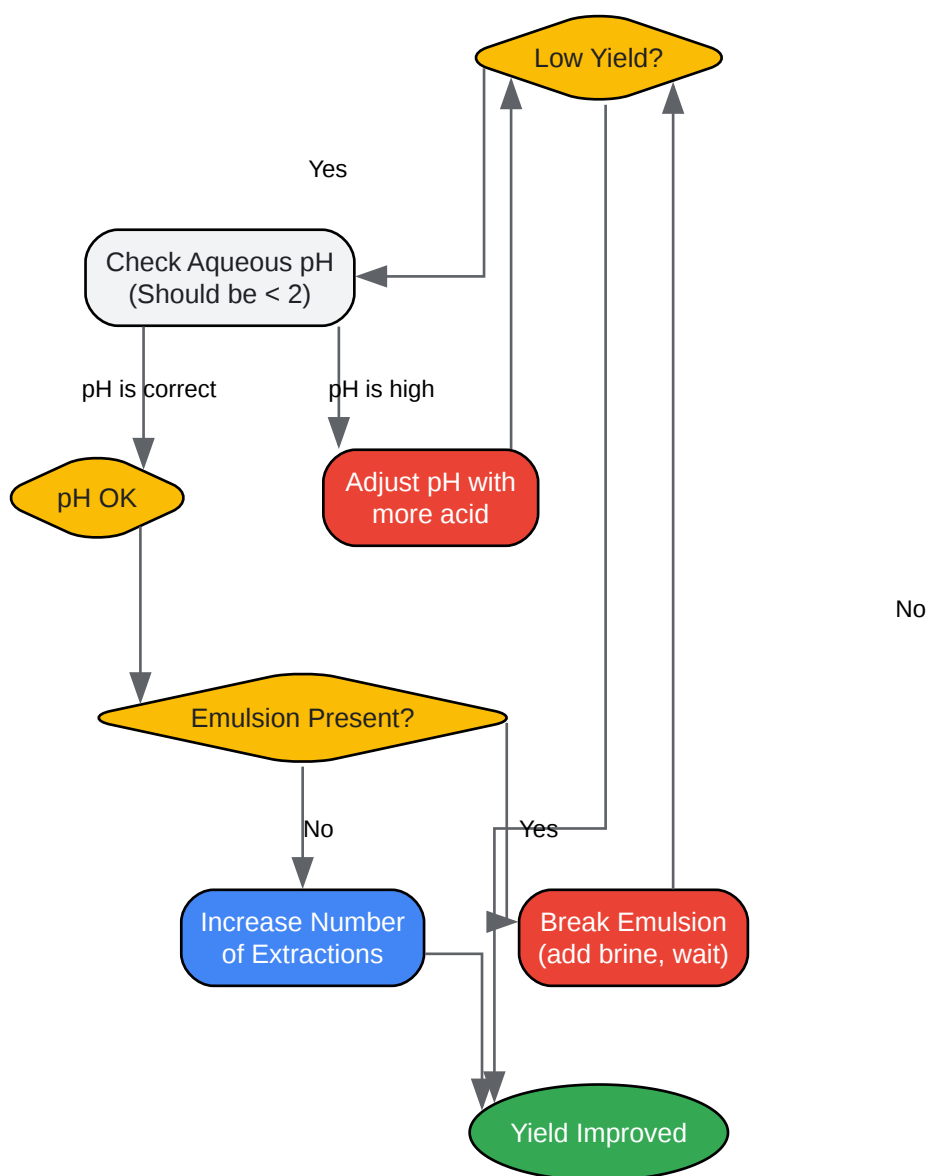 Low Yield?
Yes
Check Aqueous pH
(Should be < 2)
pH is correct
pH is high
Adjust pH with
more acid
pH OK
No
Emulsion Present?
No
Yes
Increase Number
of Extractions
Break Emulsion
(add brine, wait)
Yield Improved